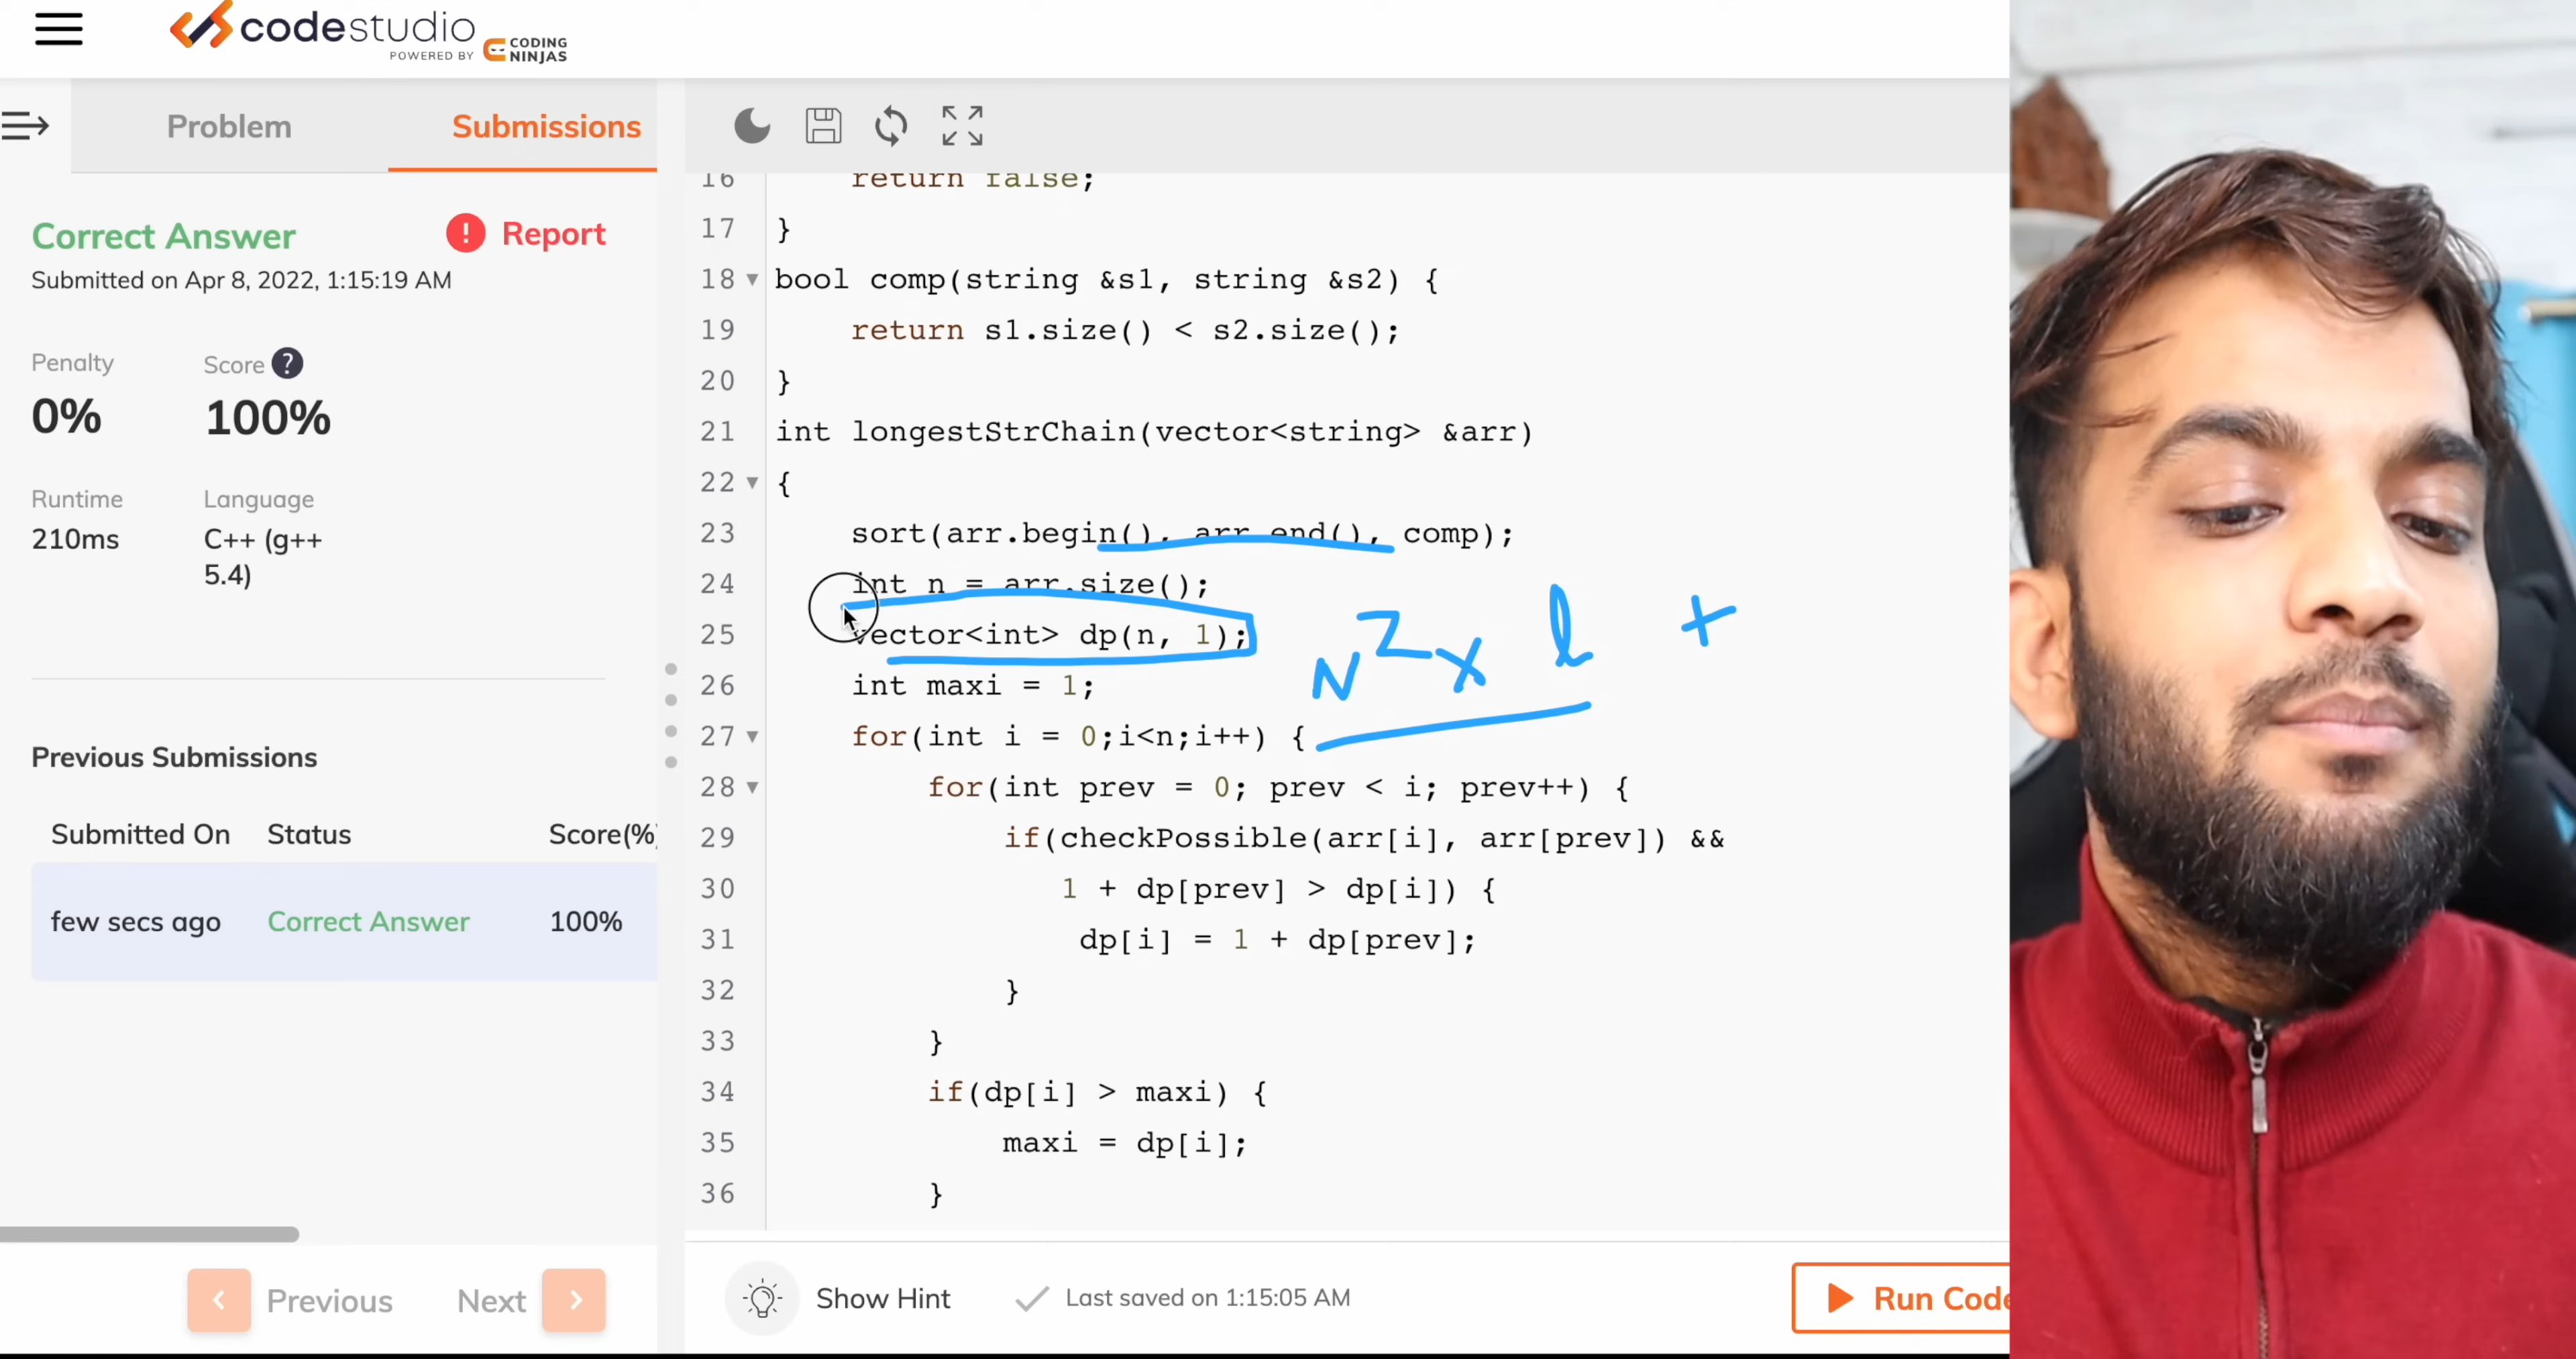 codestudio
POWERED BY CODING NINJAS
Problem
Submissions
Correct Answer
Report
Submitted on Apr 8, 2022, 1:15:19 AM
Penalty
Score ?
0%
100%
Runtime
Language
210ms
C++ (g++
5.4)
Previous Submissions
Submitted On
Status
Score(%)
few secs ago
Correct Answer
100%
Previous
Next
16 return false;
17 }
18 bool comp(string &s1, string &s2) {
19 return s1.size() < s2.size();
20 }
21 int longestStrChain(vector<string> &arr)
22 {
23 sort(arr.begin(), arr.end(), comp);
24 int n = arr.size();
25 vector<int> dp(n, 1);
26 int maxi = 1;
27 for(int i = 0;i<n;i++) {
28 for(int prev = 0; prev < i; prev++) {
29 if(checkPossible(arr[i], arr[prev]) &&
30 1 + dp[prev] > dp[i]) {
31 dp[i] = 1 + dp[prev];
32 }
33 }
34 if(dp[i] > maxi) {
35 maxi = dp[i];
36 }
N² x l +
Show Hint
Last saved on 1:15:05 AM
Run Code